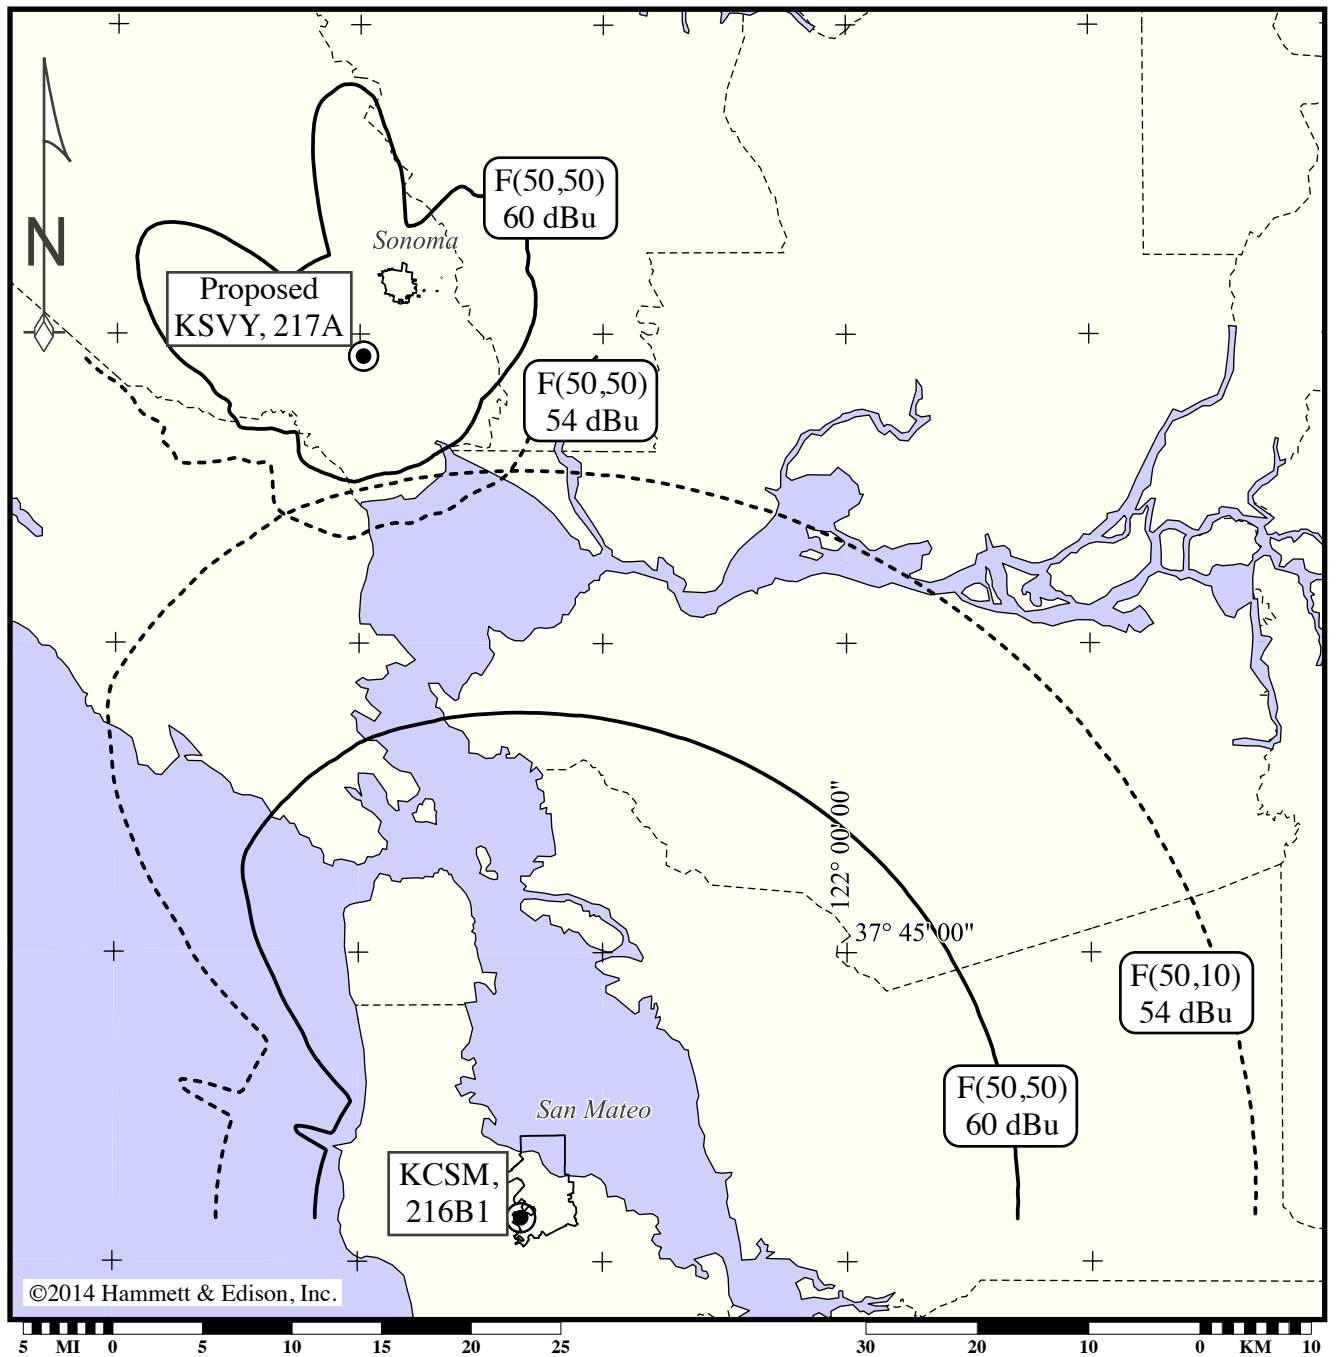 N
F(50,50)
60 dBu
Sonoma
Proposed
KSVY, 217A
F(50,50)
54 dBu
122° 00' 00"
37° 45' 00"
F(50,10)
54 dBu
F(50,50)
60 dBu
San Mateo
KCSM,
216B1
©2014 Hammett & Edison, Inc.
5 MI 0 5 10 15 20 25 30 20 10 0 KM 10